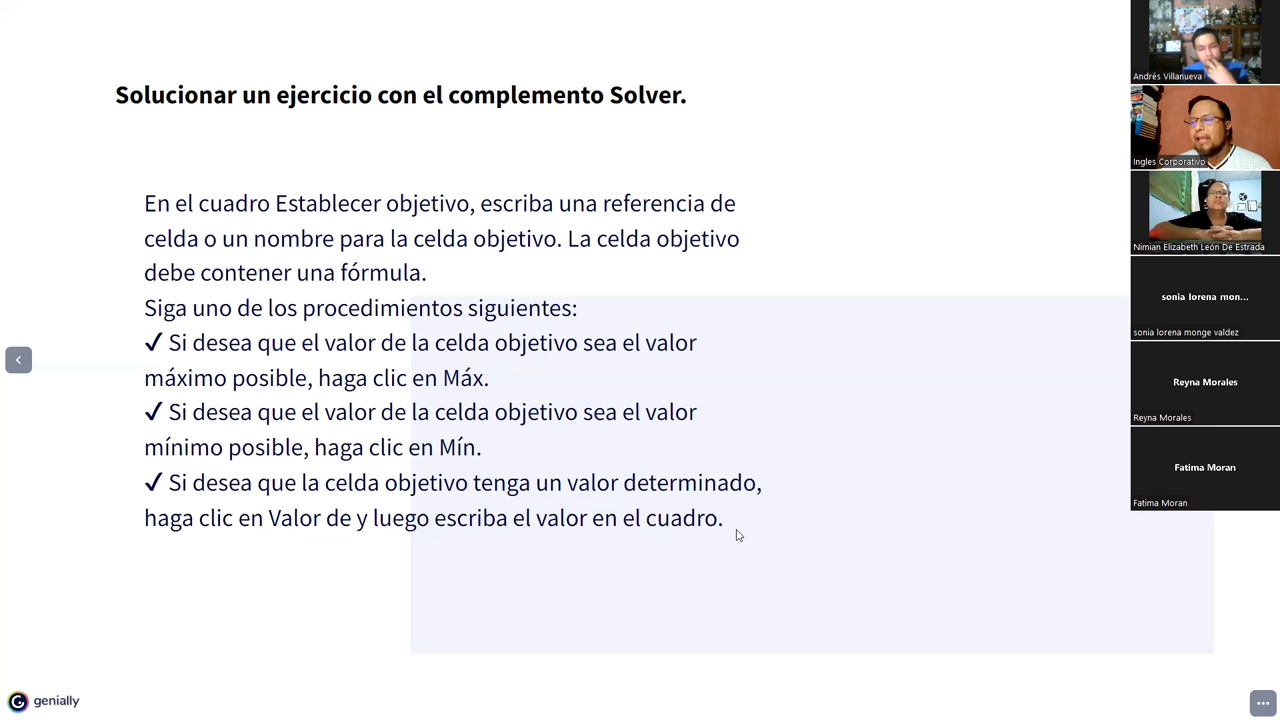 Solucionar un ejercicio con el complemento Solver.
En el cuadro Establecer objetivo, escriba una referencia de
celda o un nombre para la celda objetivo. La celda objetivo
debe contener una fórmula.
Siga uno de los procedimientos siguientes:
✓ Si desea que el valor de la celda objetivo sea el valor
máximo posible, haga clic en Máx.
✓ Si desea que el valor de la celda objetivo sea el valor
mínimo posible, haga clic en Mín.
✓ Si desea que la celda objetivo tenga un valor determinado,
haga clic en Valor de y luego escriba el valor en el cuadro.
genially
Andrés Villanueva
Ingles Corporativo
Nimian Elizabeth León De Estrada
sonia lorena mon...
sonia lorena monge valdez
Reyna Morales
Reyna Morales
Fatima Moran
Fatima Moran